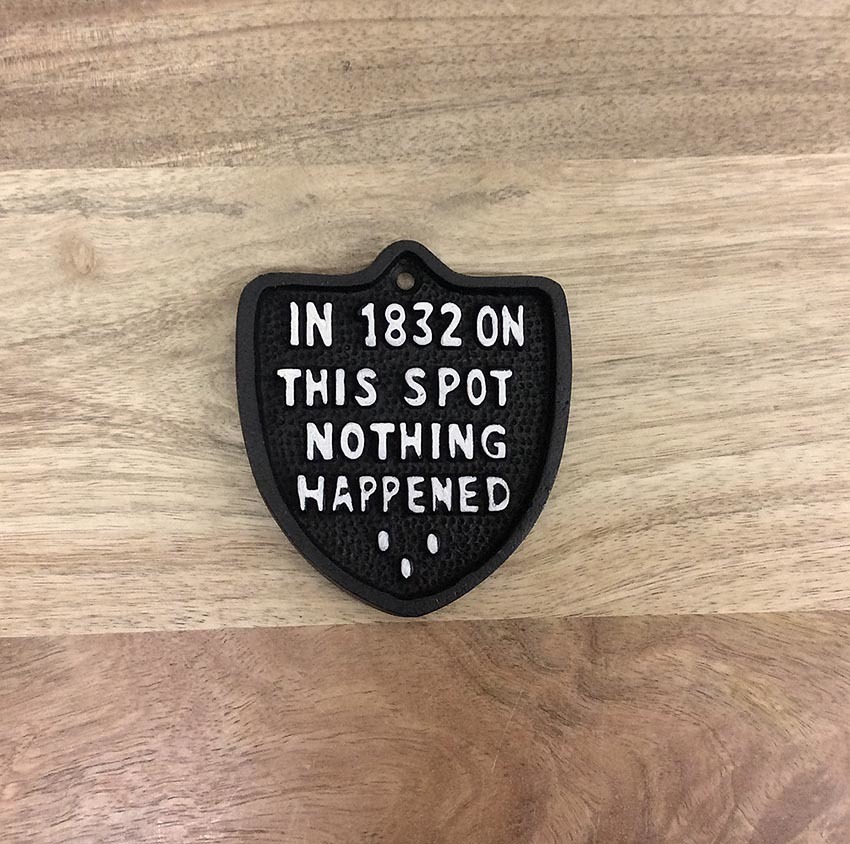 IN 1832 ON
THIS SPOT
NOTHING
HAPPENED